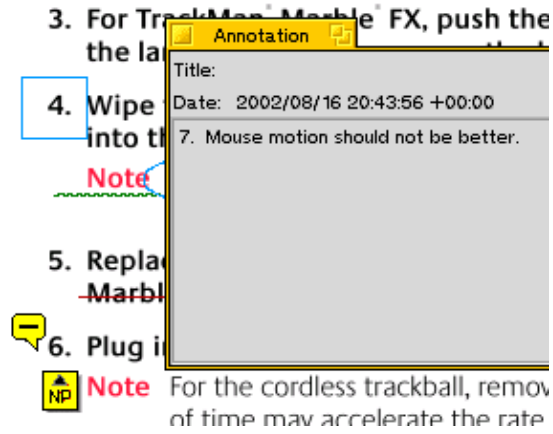 3. For TrackMan Marble FX, push the
the la
Annotation
Title:
Date: 2002/08/16 20:43:56 +00:00
7. Mouse motion should not be better.
4. Wipe
into th
Note
5. Repla
Marbl
6. Plug i
NP
Note For the cordless trackball, remov
of time may accelerate the rate